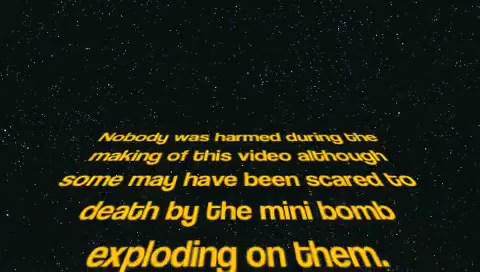 Nobody was harmed during the
making of this video although
some may have been scared to
death by the mini bomb
exploding on them.